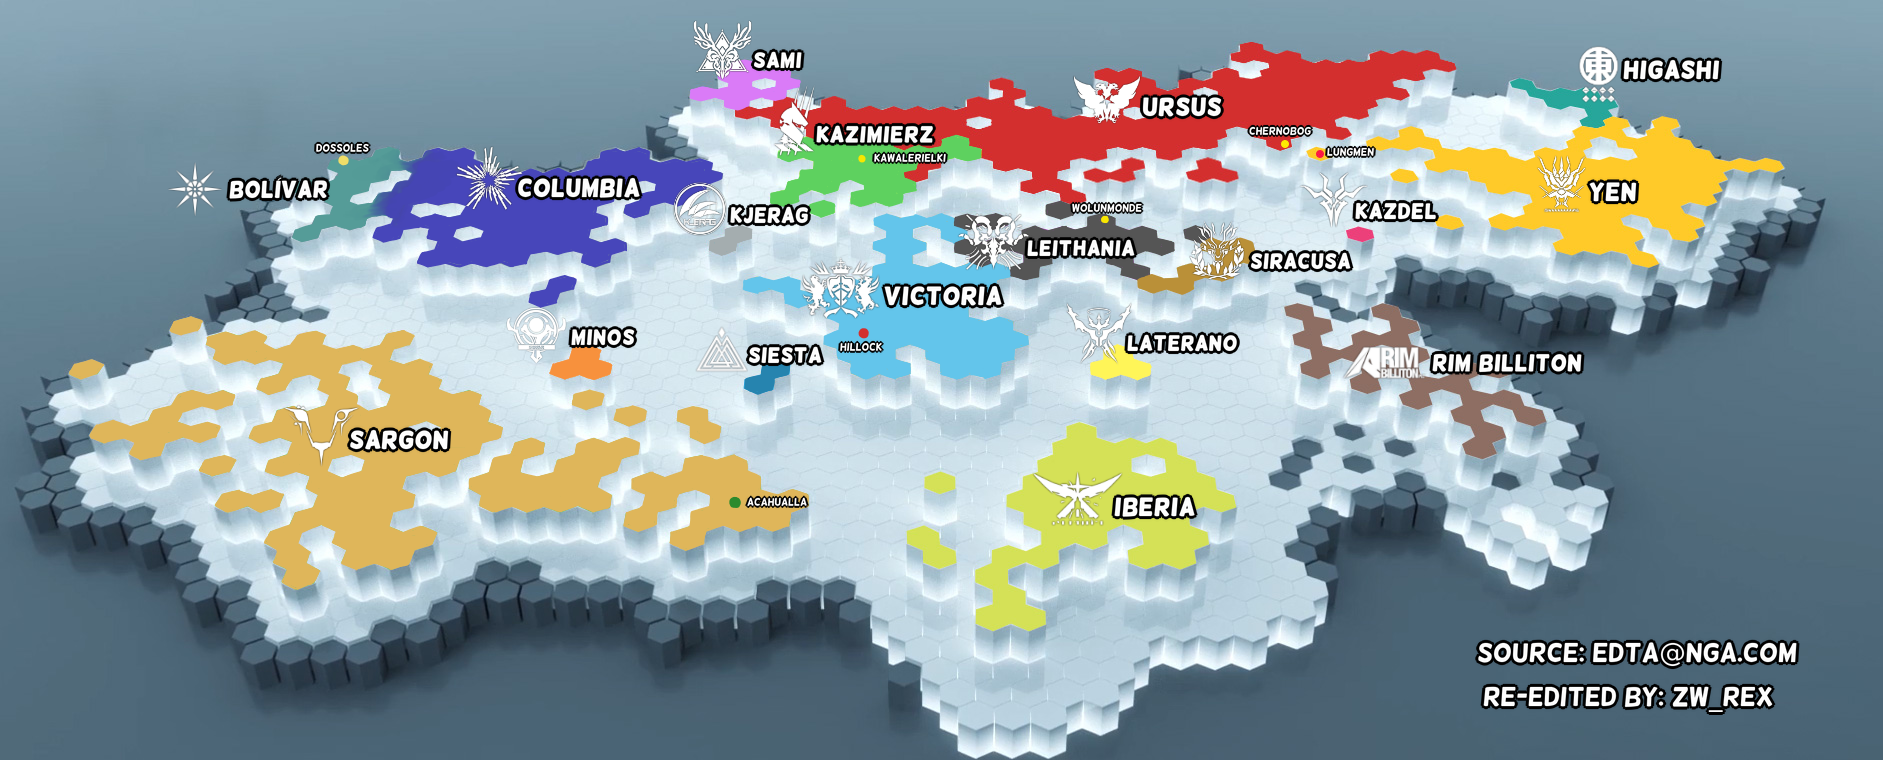 SAMI
東
HIGASHI
URSUS
KAZIMIERZ
CHERNOBOG
DOSSOLES
KAWALERIELKI
LUNGMEN
BOLÍVAR
COLUMBIA
YEN
KJERAG
WOLUNMONDE
KAZDEL
LEITHANIA
SIRACUSA
VICTORIA
MINOS
HILLOCK
SIESTA
LATERANO
RIM
BILLITON
RIM BILLITON
SARGON
ACAHUALLA
IBERIA
SOURCE: EDTA@NGA.COM
RE-EDITED BY: ZW_REX